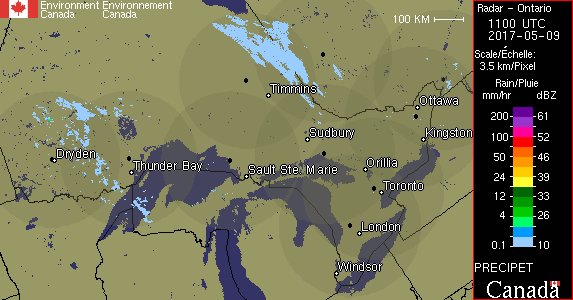 Environment Environnement
Canada Canada
100 KM
Timmins
Ottawa
Sudbury
Kingston
Dryden
Thunder Bay
Sault Ste. Marie
Orillia
Toronto
London
Windsor
Radar - Ontario
1100 UTC
2017-05-09
Scale/Échelle:
3.5 km/Pixel
Rain/Pluie
mm/hr dBZ
200 61
100 52
50 46
24 39
12 33
4 26
0.1 10
PRECIPET
Canada